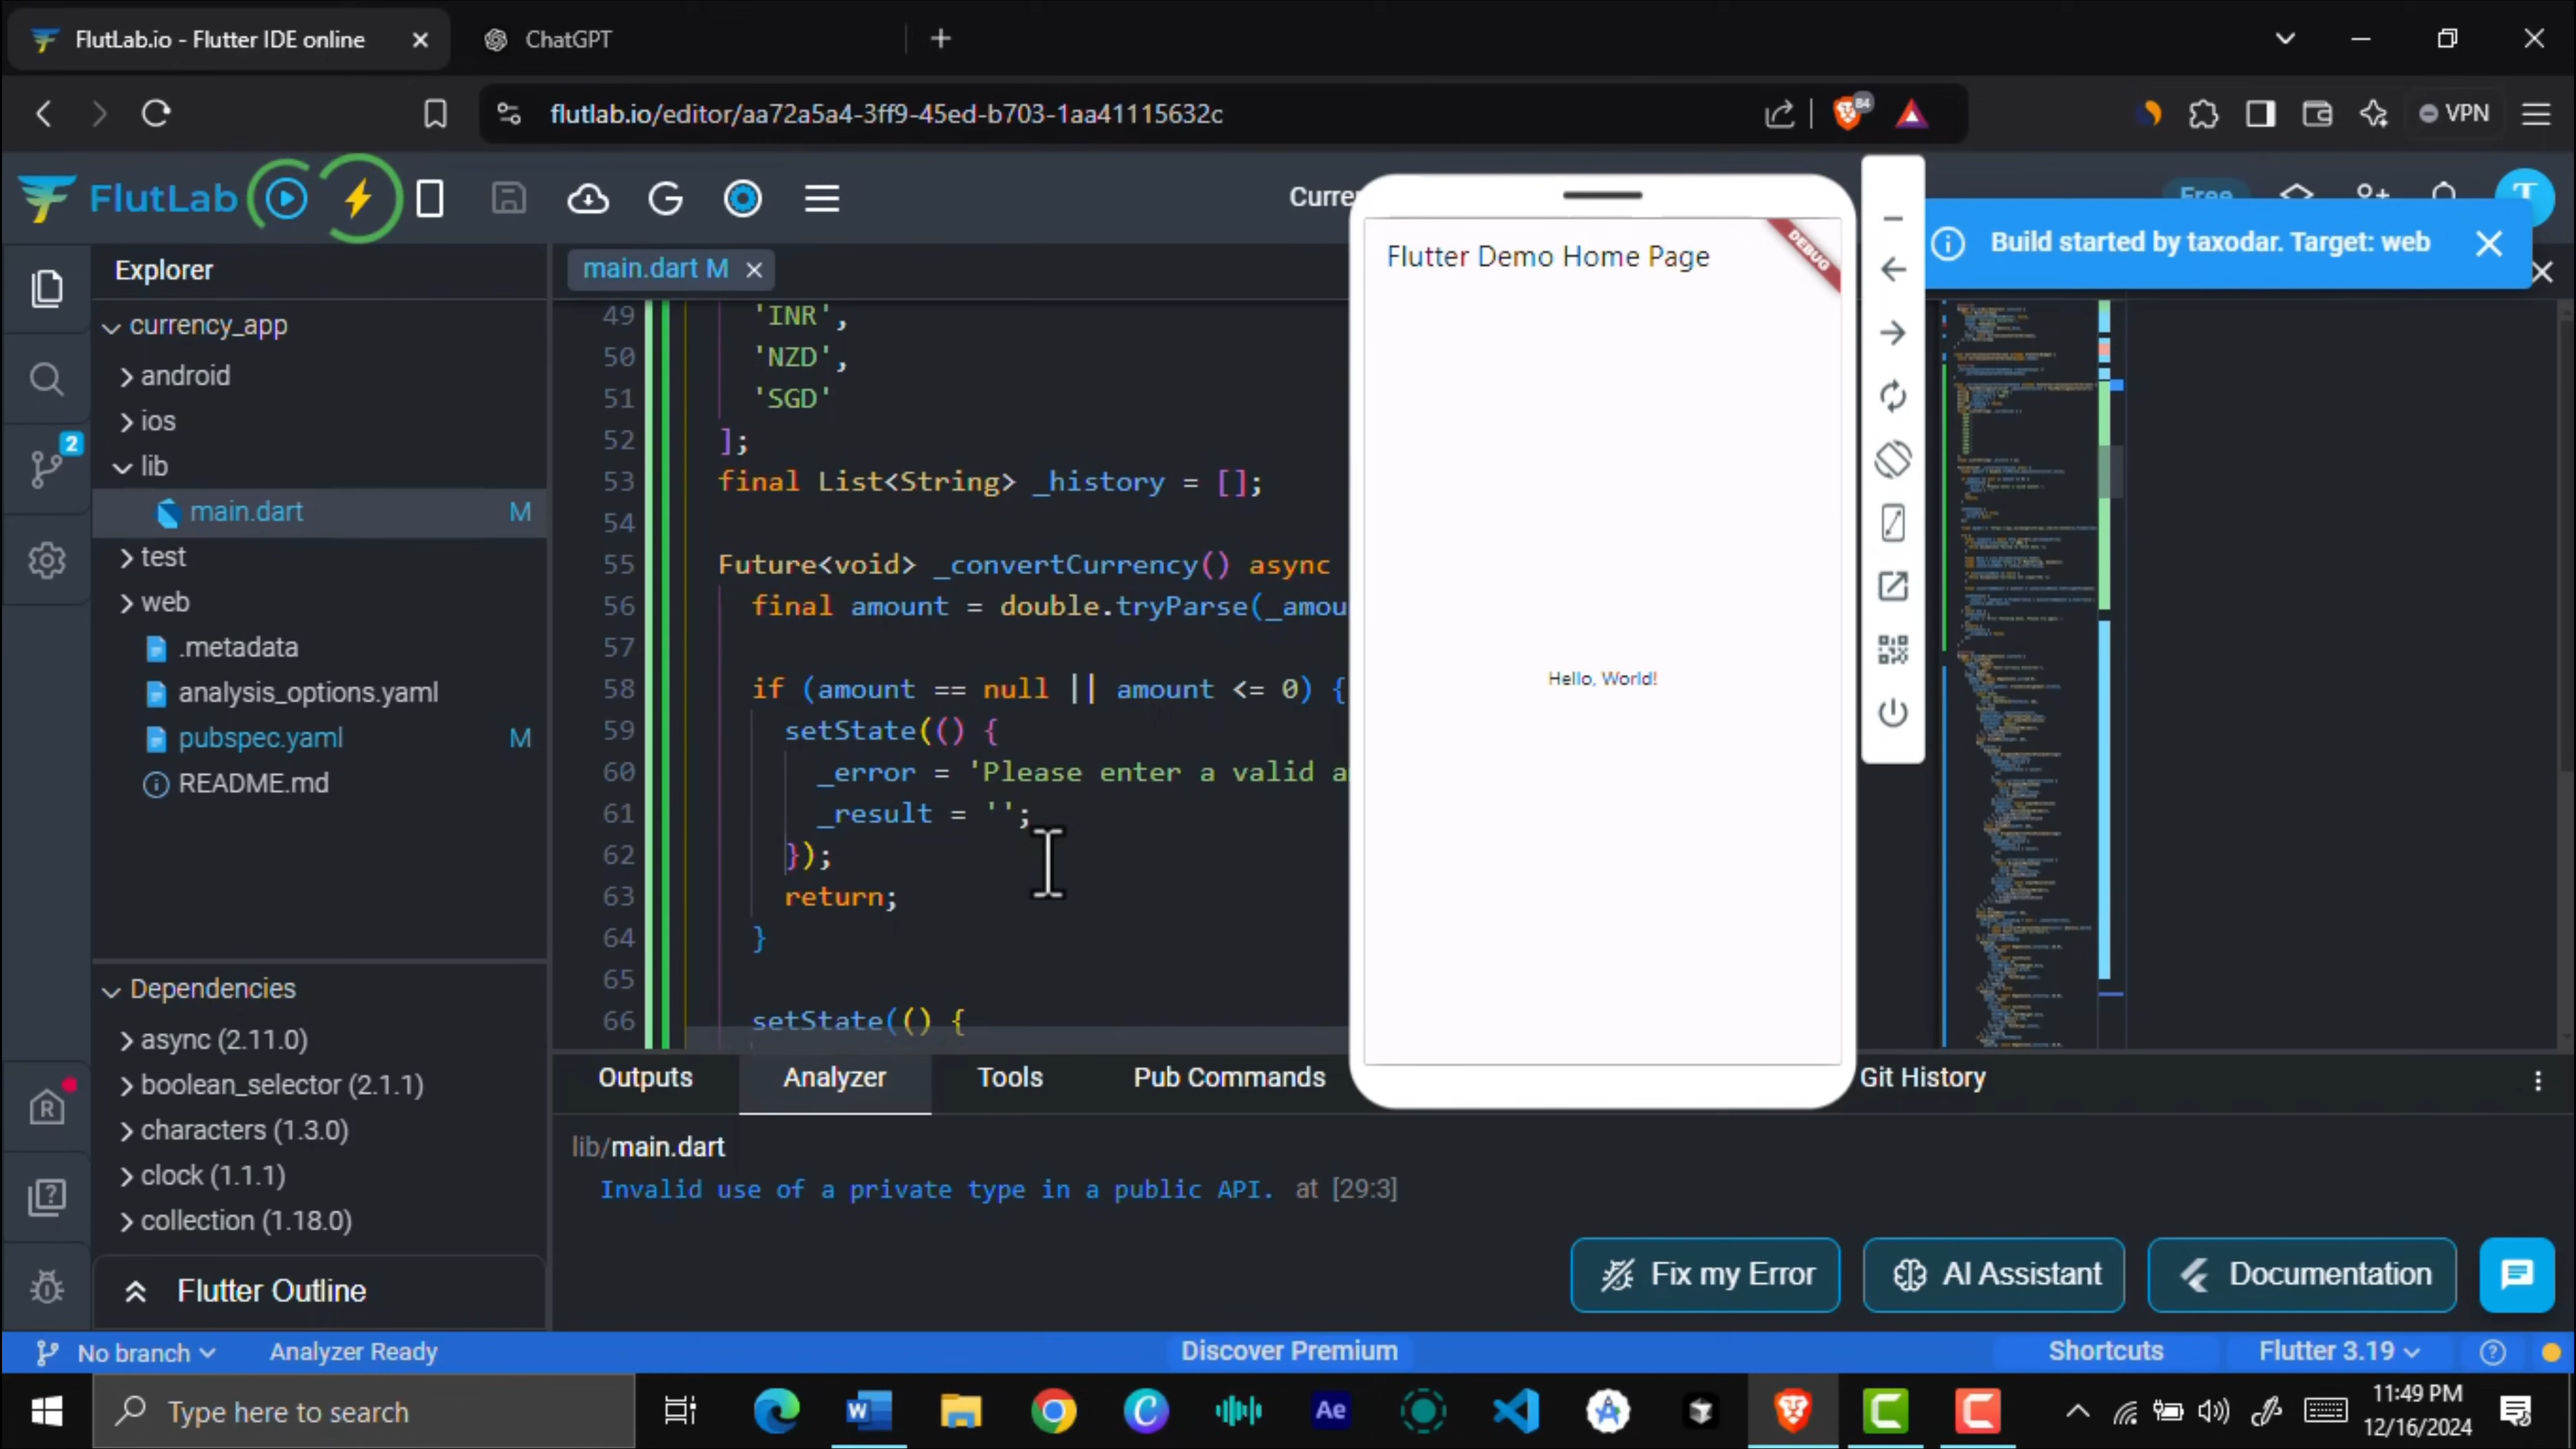 FlutLab.io - Flutter IDE online
ChatGPT
flutlab.io/editor/aa72a5a4-3ff9-45ed-b703-1aa41115632c
84
VPN
FlutLab
Curre
Free
T
Build started by taxodar. Target: web
Explorer
currency_app
android
ios
lib
main.dart M
test
web
.metadata
analysis_options.yaml
pubspec.yaml M
README.md
2
R
Dependencies
async (2.11.0)
boolean_selector (2.1.1)
characters (1.3.0)
clock (1.1.1)
collection (1.18.0)
Flutter Outline
main.dart M
49 'INR',
50 'NZD',
51 'SGD'
52 ];
53 final List<String> _history = [];
54
55 Future<void> _convertCurrency() async
56 final amount = double.tryParse(_amou
57
58 if (amount == null || amount <= 0) {
59 setState(() {
60 _error = 'Please enter a valid a
61 _result = '';
62 });
63 return;
64 }
65
66 setState(() {
Flutter Demo Home Page
DEBUG
Hello, World!
Outputs
Analyzer
Tools
Pub Commands
Git History
lib/main.dart
Invalid use of a private type in a public API. at [29:3]
Fix my Error
AI Assistant
Documentation
No branch
Analyzer Ready
Discover Premium
Shortcuts
Flutter 3.19
Type here to search
W
C
Ae
11:49 PM
12/16/2024